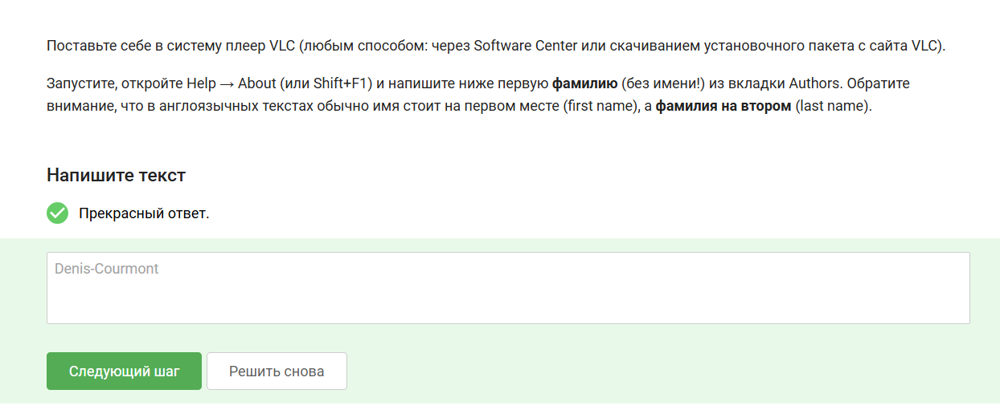 Поставьте себе в систему плеер VLC (любым способом: через Software Center или скачиванием установочного пакета с сайта VLC).
Запустите, откройте Help → About (или Shift+F1) и напишите ниже первую фамилию (без имени!) из вкладки Authors. Обратите
внимание, что в англоязычных текстах обычно имя стоит на первом месте (first name), а фамилия на втором (last name).
Напишите текст
Прекрасный ответ.
Denis-Courmont
Следующий шаг
Решить снова